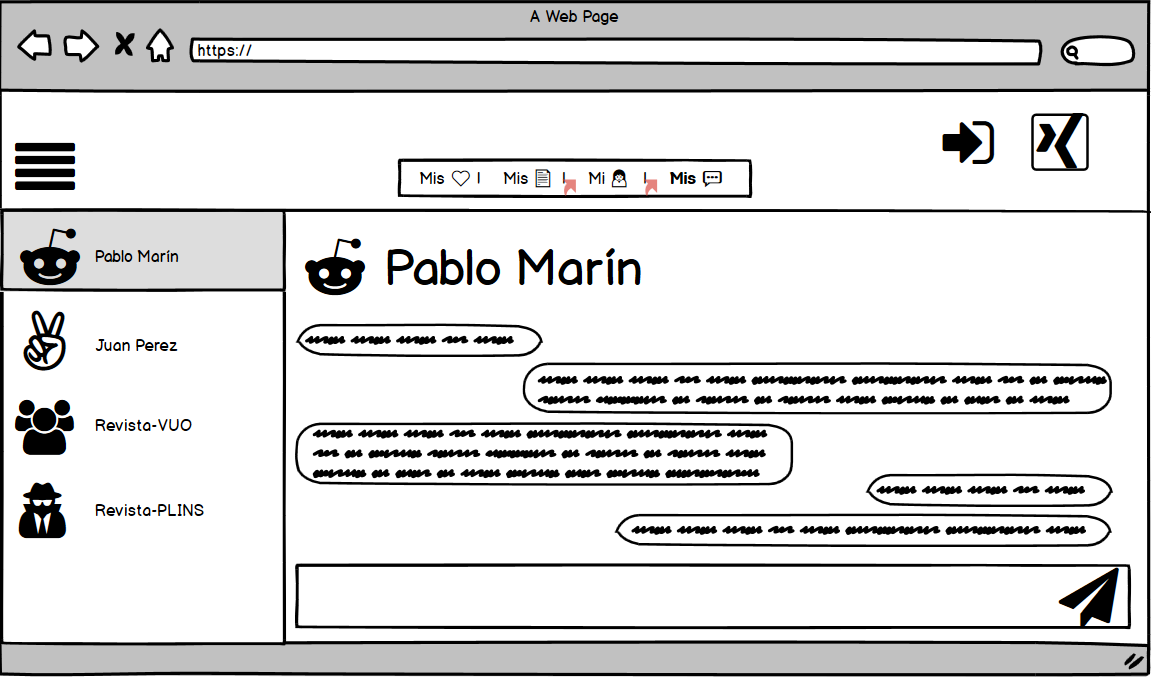 A Web Page
https://
Mis I Mis I Mi I Mis
Pablo Marín
Pablo Marín
Juan Perez
Revista-VUO
Revista-PLINS